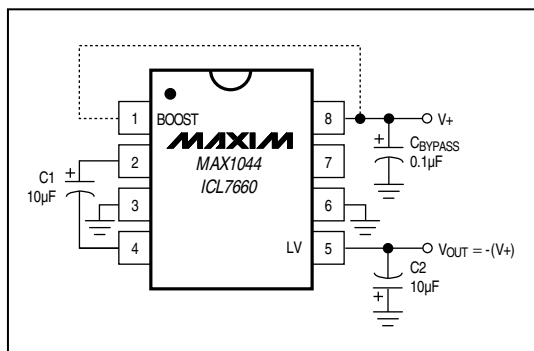 1
BOOST
8
V+
MAXIM
MAX1044
ICL7660
C1
10µF
+
2
7
+
CBYPASS
0.1µF
3
6
4
LV
5
VOUT = -(V+)
C2
10µF
+